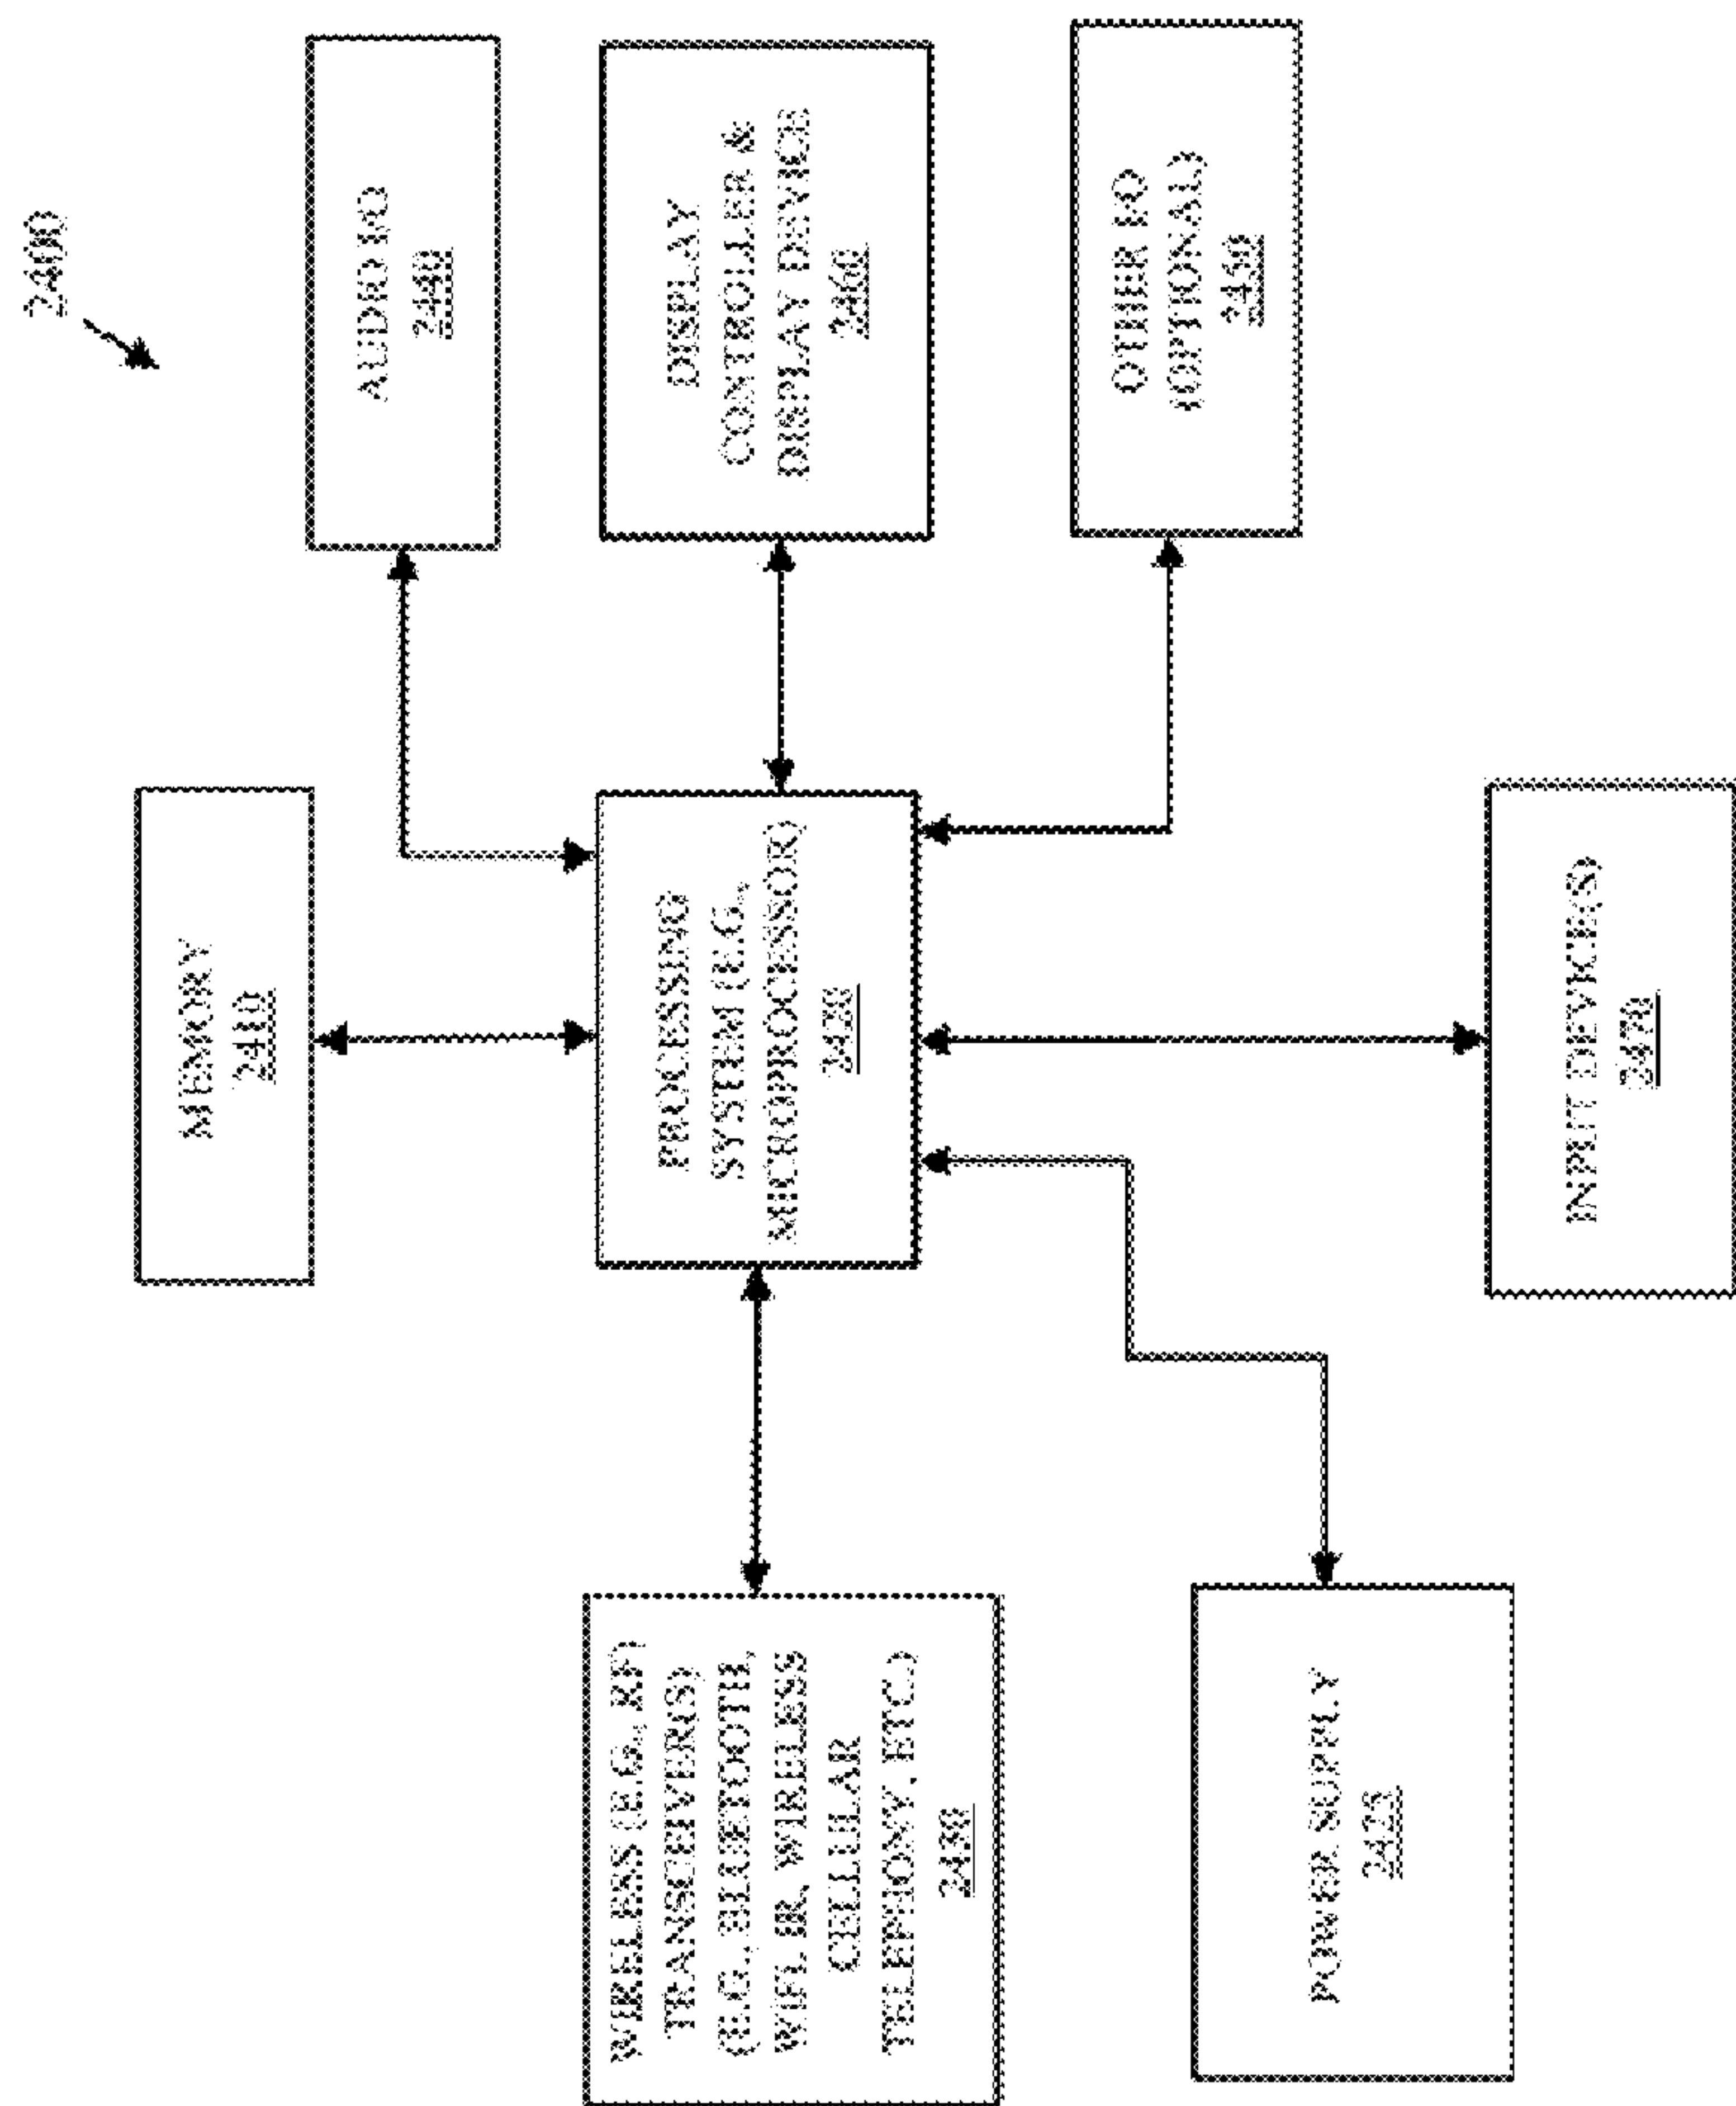 2400
MEMORY
2410
AUDIO I/O
2440
PROCESSING
SYSTEM (E.G.,
MICROPROCESSOR)
2420
DISPLAY
CONTROLLER &
DISPLAY DEVICE
2460
WIRELESS (E.G., RF)
TRANSCEIVER(S)
(E.G., BLUETOOTH,
WIFI, IR, WIRELESS
CELLULAR
TELEPHONY, ETC.)
2430
OTHER I/O
(OPTIONAL)
2450
POWER SUPPLY
2425
INPUT DEVICE(S)
2470